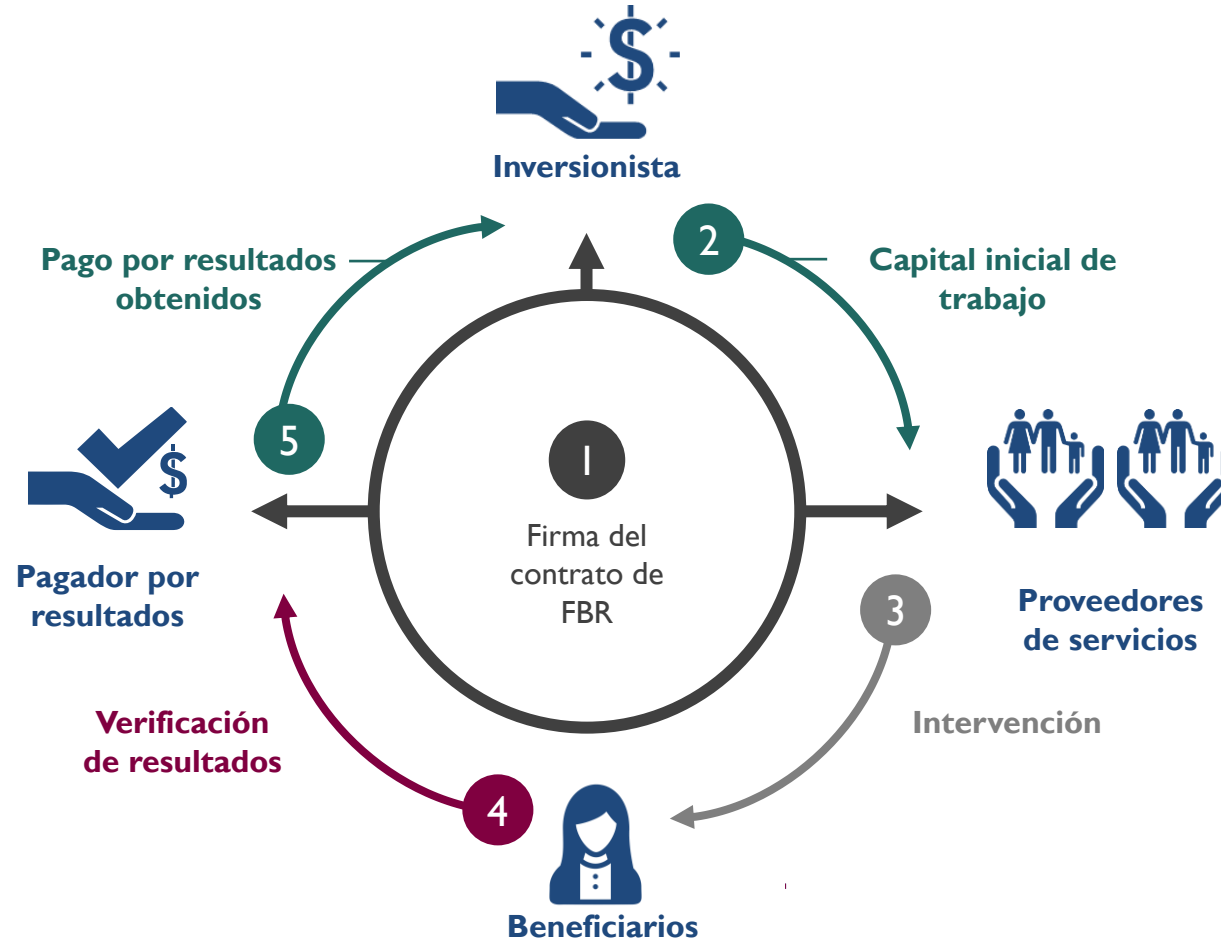 $
Inversionista
Pago por resultados
obtenidos
2
Capital inicial de
trabajo
5
$
1
Firma del
contrato de
FBR
Pagador por
resultados
3
Proveedores
de servicios
Verificación
de resultados
Intervención
4
Beneficiarios